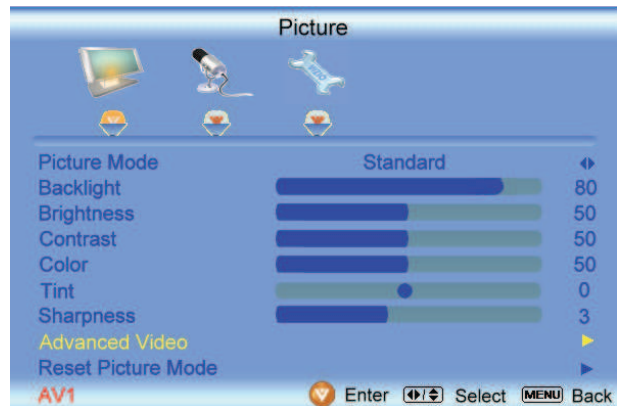 Picture
Picture Mode Standard
Backlight 80
Brightness 50
Contrast 50
Color 50
Tint 0
Sharpness 3
Advanced Video
Reset Picture Mode
AV1 Enter Select MENU Back